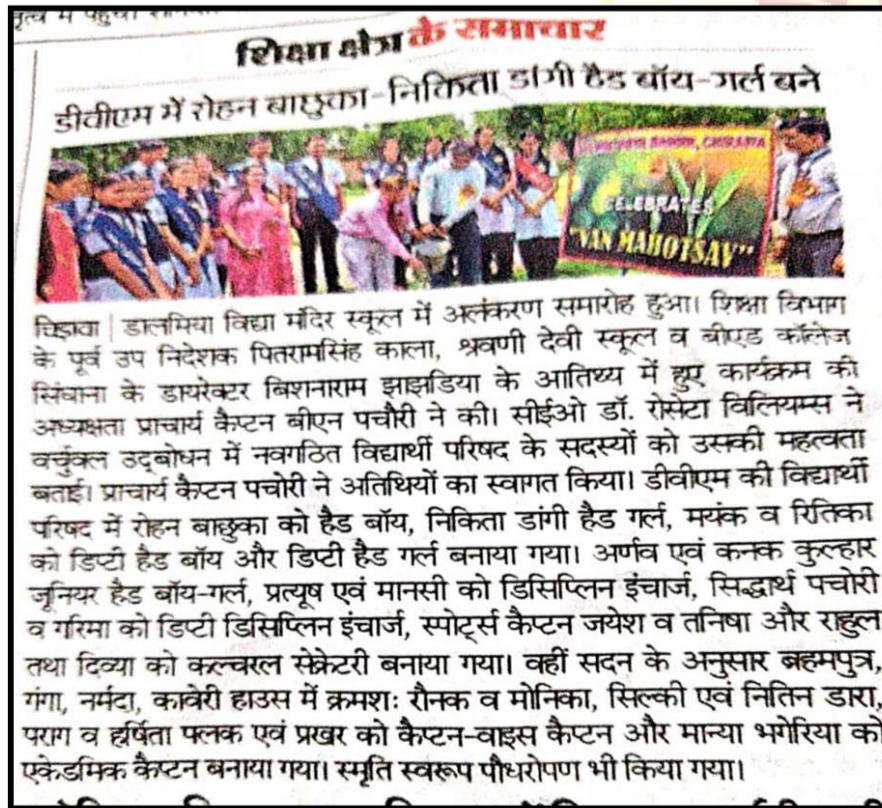 शिक्षा क्षेत्र के समाचार
डीवीएम में रोहन बाछुका-निकिता डांगी हैड बॉय-गर्ल बने
CELEBRATES
"VAN MAHOTSAV"
चिड़ावा | डालमिया विद्या मंदिर स्कूल में अलंकरण समारोह हुआ। शिक्षा विभाग
के पूर्व उप निदेशक पितरामसिंह काला, श्रवणी देवी स्कूल व बीएड कॉलेज
सिंघाना के डायरेक्टर बिशनाराम झाझडिया के आतिथ्य में हुए कार्यक्रम की
अध्यक्षता प्राचार्य कैप्टन बीएन पचौरी ने की। सीईओ डॉ. रोसेटा विलियम्स ने
वर्चुवल उद्‌बोधन में नवगठित विद्यार्थी परिषद के सदस्यों को उसकी महत्वता
बताई। प्राचार्य कैप्टन पचोरी ने अतिथियों का स्वागत किया। डीवीएम की विद्यार्थी
परिषद में रोहन बाछुका को हैड बॉय, निकिता डांगी हैड गर्ल, मयंक व रितिका
को डिप्टी हैड बॉय और डिप्टी हैड गर्ल बनाया गया। अर्णव एवं कनक कुल्हार
जूनियर हैड बॉय-गर्ल, प्रत्यूष एवं मानसी को डिसिप्लिन इंचार्ज, सिद्धार्थ पचोरी
व गरिमा को डिप्टी डिसिप्लिन इंचार्ज, स्पोर्ट्स कैप्टन जयेश व तनिषा और राहुल
तथा दिव्या को कल्चरल सेक्रेटरी बनाया गया। वहीं सदन के अनुसार ब्रहमपुत्र,
गंगा, नर्मदा, कावेरी हाउस में क्रमशः रौनक व मोनिका, सिल्की एवं नितिन डारा,
पराग व हर्षिता पलक एवं प्रखर को कैप्टन-वाइस कैप्टन और मान्या भगेरिया को
एकेडमिक कैप्टन बनाया गया। स्मृति स्वरूप पौधरोपण भी किया गया।